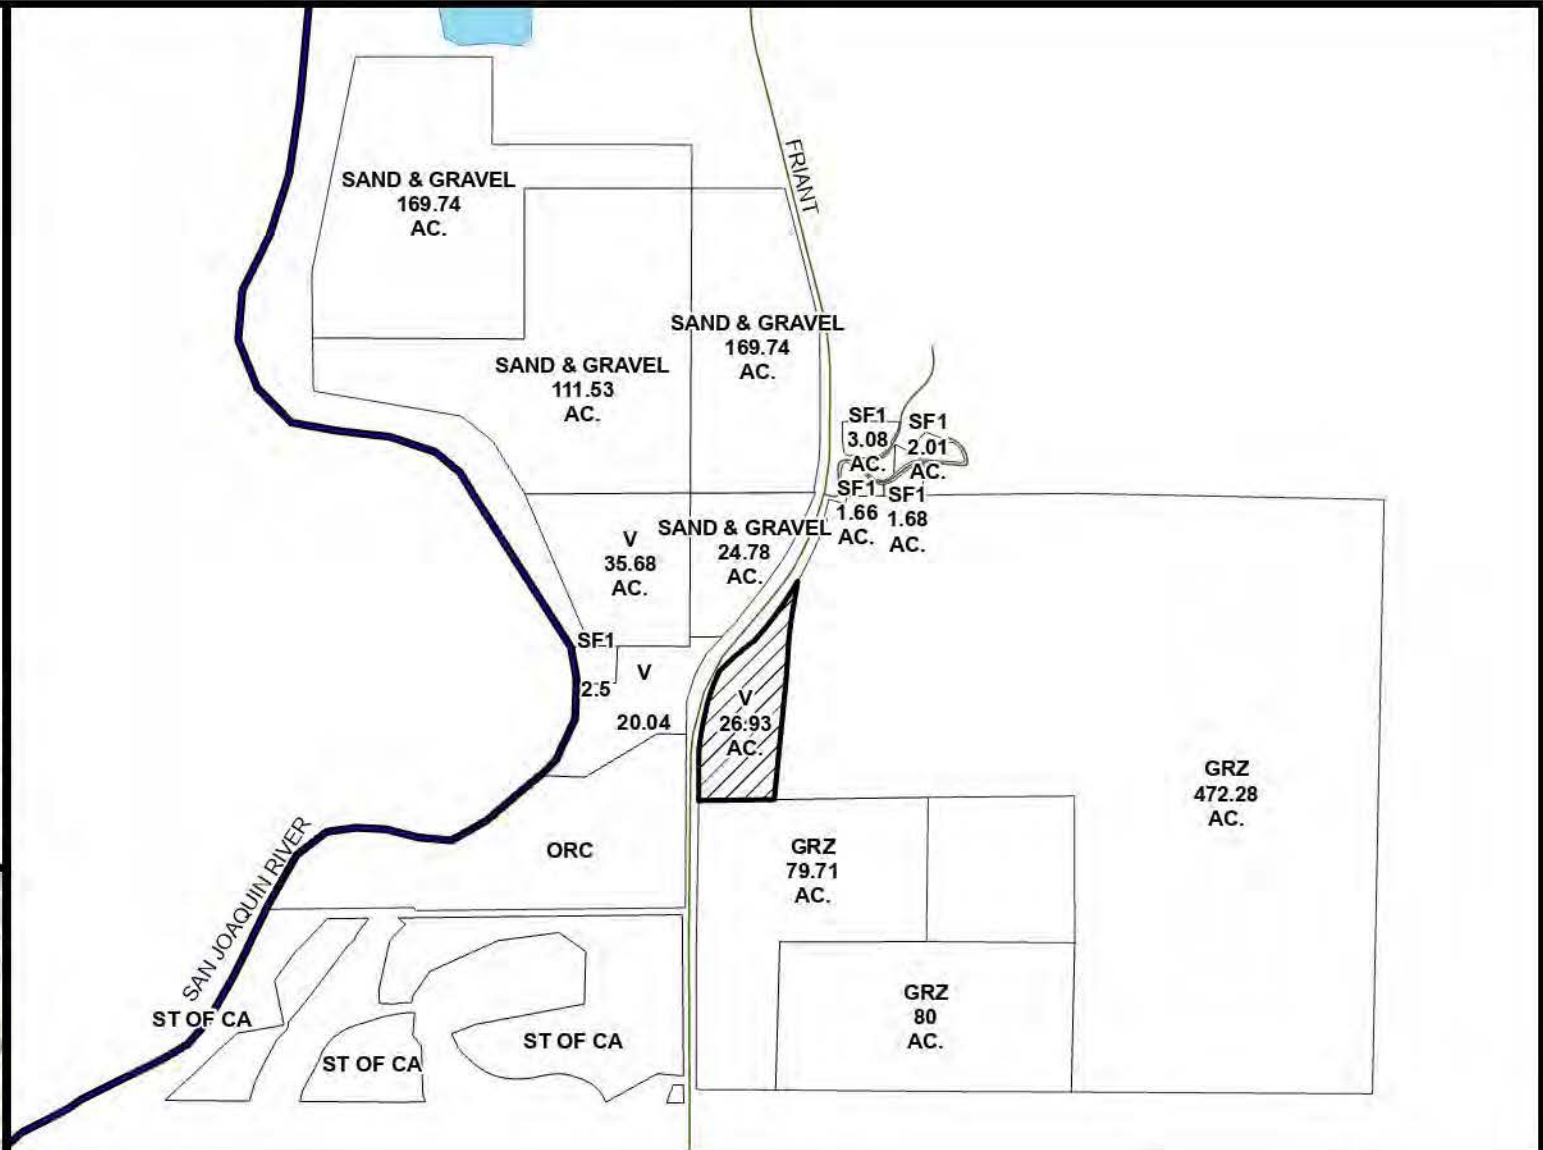 FRIANT
SAND & GRAVEL
169.74
AC.
SAND & GRAVEL
169.74
AC.
SAND & GRAVEL
111.53
AC.
SF1
3.08
AC.
SF1
2.01
AC.
SF1
1.66
AC.
SF1
1.68
AC.
SAND & GRAVEL
24.78
AC.
V
35.68
AC.
SF1
2.5
V
20.04
V
26.93
AC.
GRZ
472.28
AC.
ORC
GRZ
79.71
AC.
SAN JOAQUIN RIVER
GRZ
80
AC.
ST OF CA
ST OF CA
ST OF CA